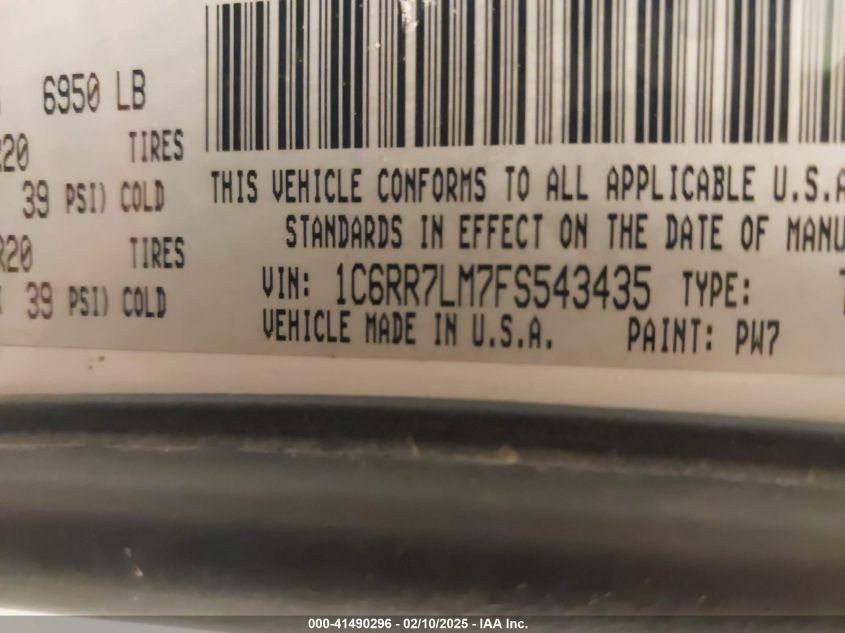 6950 LB
R20 TIRES
39 PSI) COLD
R20 TIRES
39 PSI) COLD
THIS VEHICLE CONFORMS TO ALL APPLICABLE U.S.A
STANDARDS IN EFFECT ON THE DATE OF MANU
VIN: 1C6RR7LM7FS543435 TYPE:
VEHICLE MADE IN U.S.A. PAINT: PW7
000-41490296 - 02/10/2025 - IAA Inc.